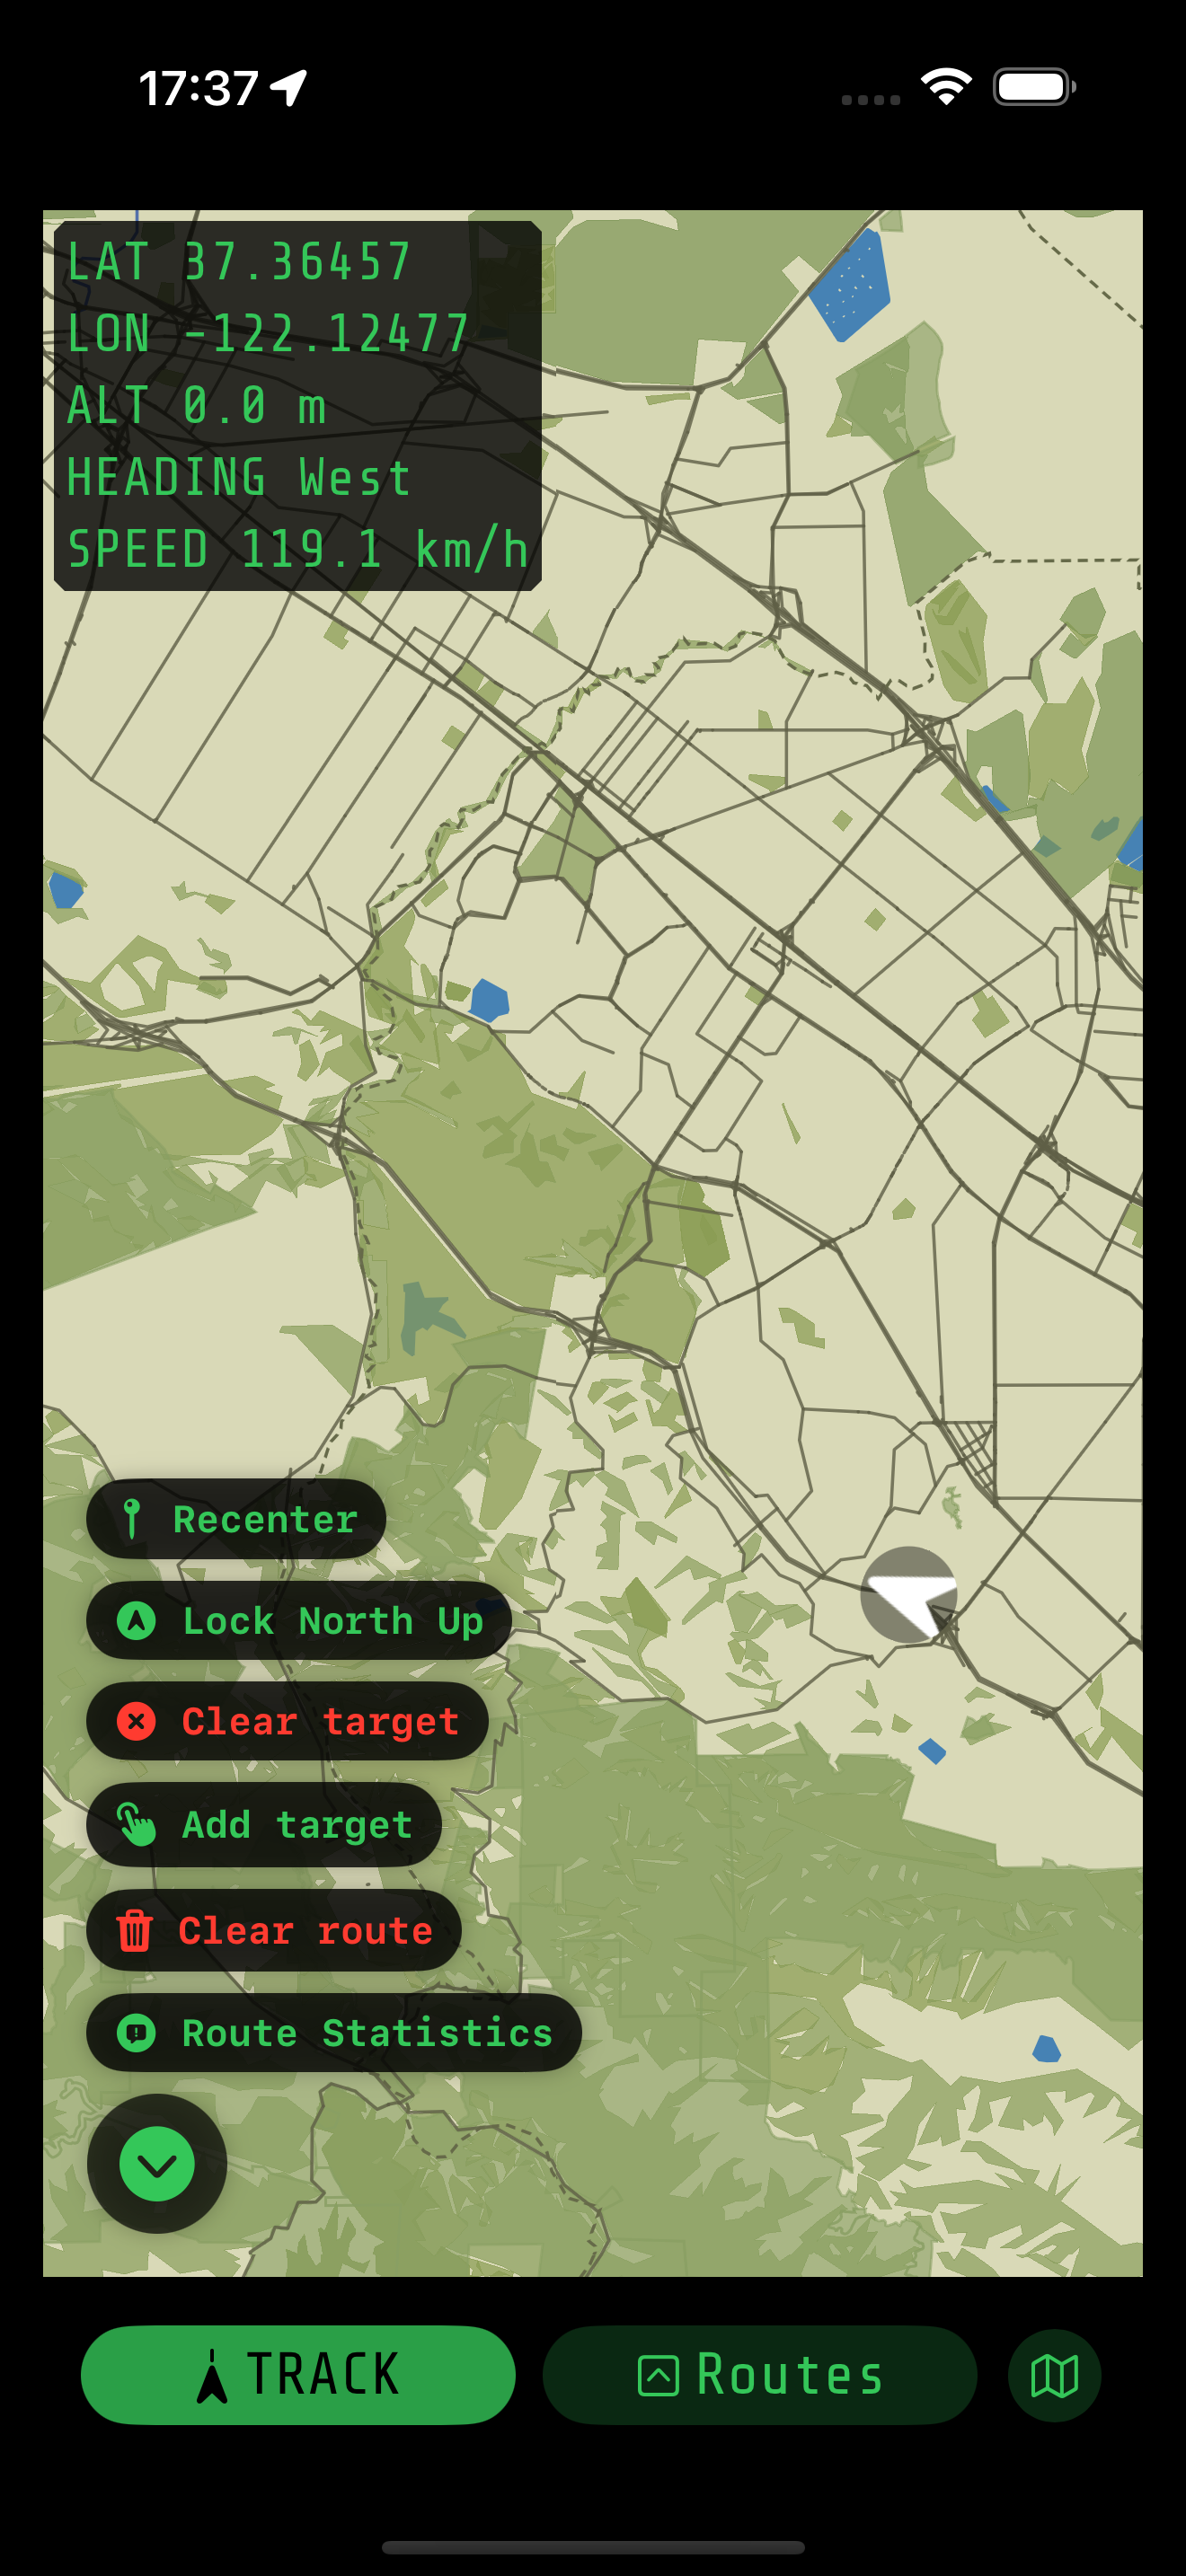 17:37
LAT 37.36457
LON -122.12477
ALT 0.0 m
HEADING West
SPEED 119.1 km/h
Recenter
Lock North Up
Clear target
Add target
Clear route
Route Statistics
TRACK
Routes